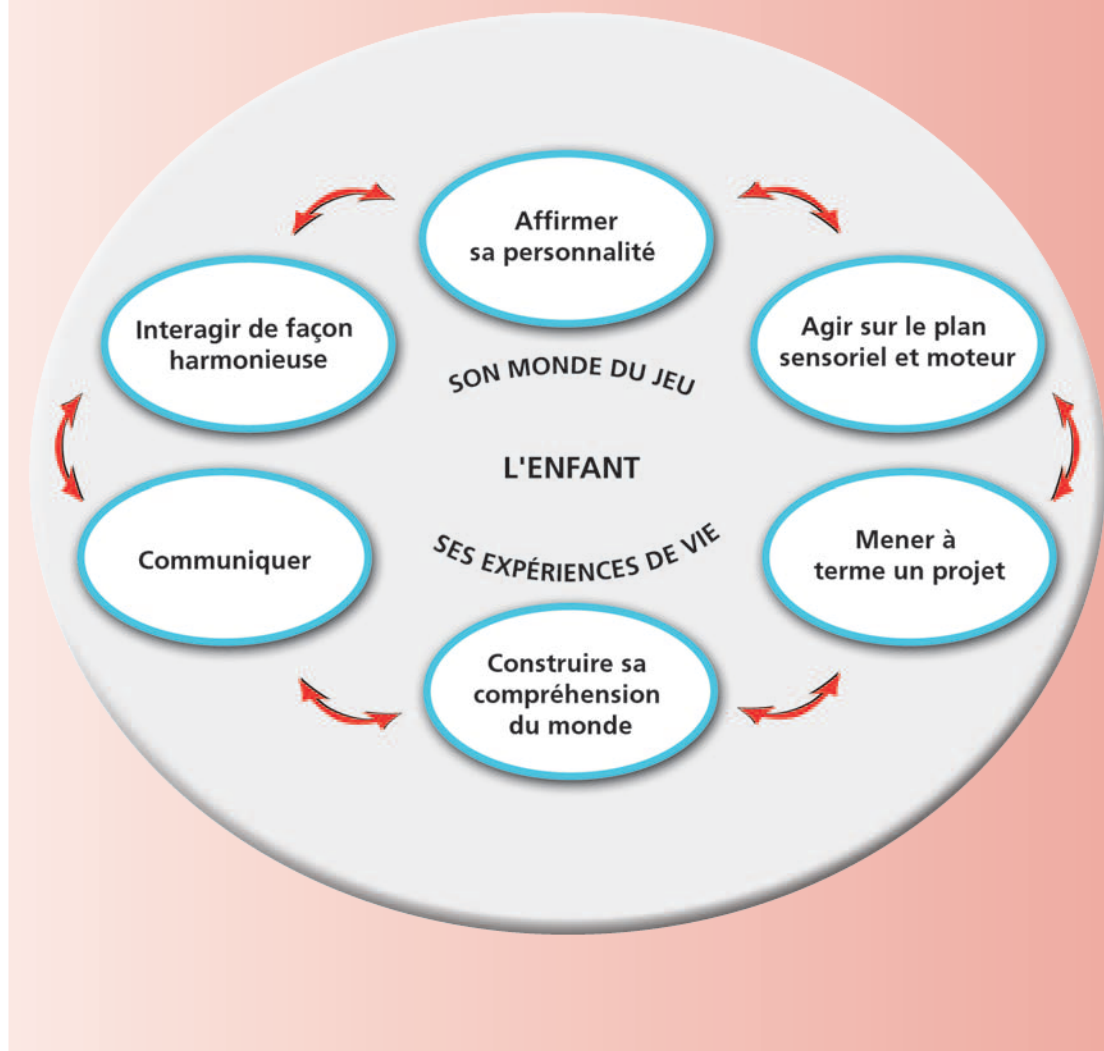 Affirmer
sa personnalité
Interagir de façon
harmonieuse
Agir sur le plan
sensoriel et moteur
SON MONDE DU JEU
L'ENFANT
SES EXPÉRIENCES DE VIE
Communiquer
Mener à
terme un projet
Construire sa
compréhension
du monde